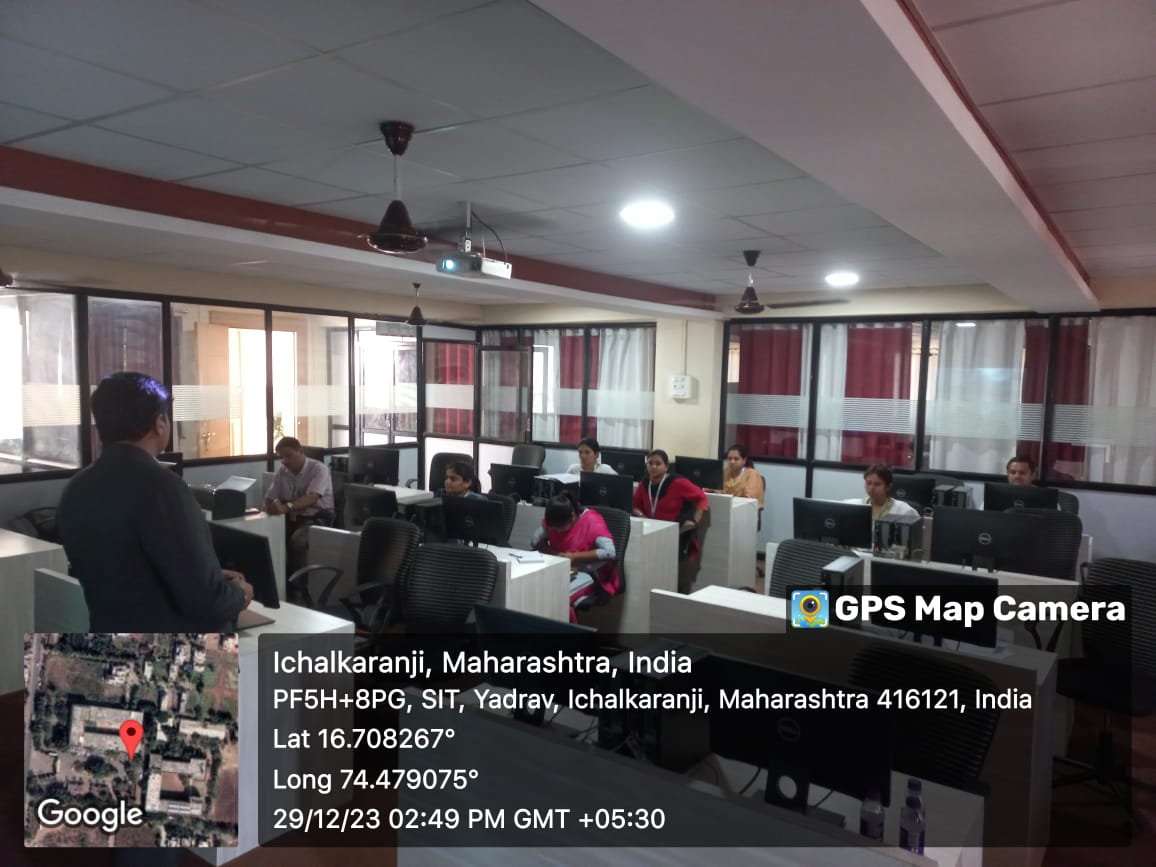 GPS Map Camera
Ichalkaranji, Maharashtra, India
PF5H+8PG, SIT, Yadrav, Ichalkaranji, Maharashtra 416121, India
Lat 16.708267°
Long 74.479075°
29/12/23 02:49 PM GMT +05:30
Google
DELL